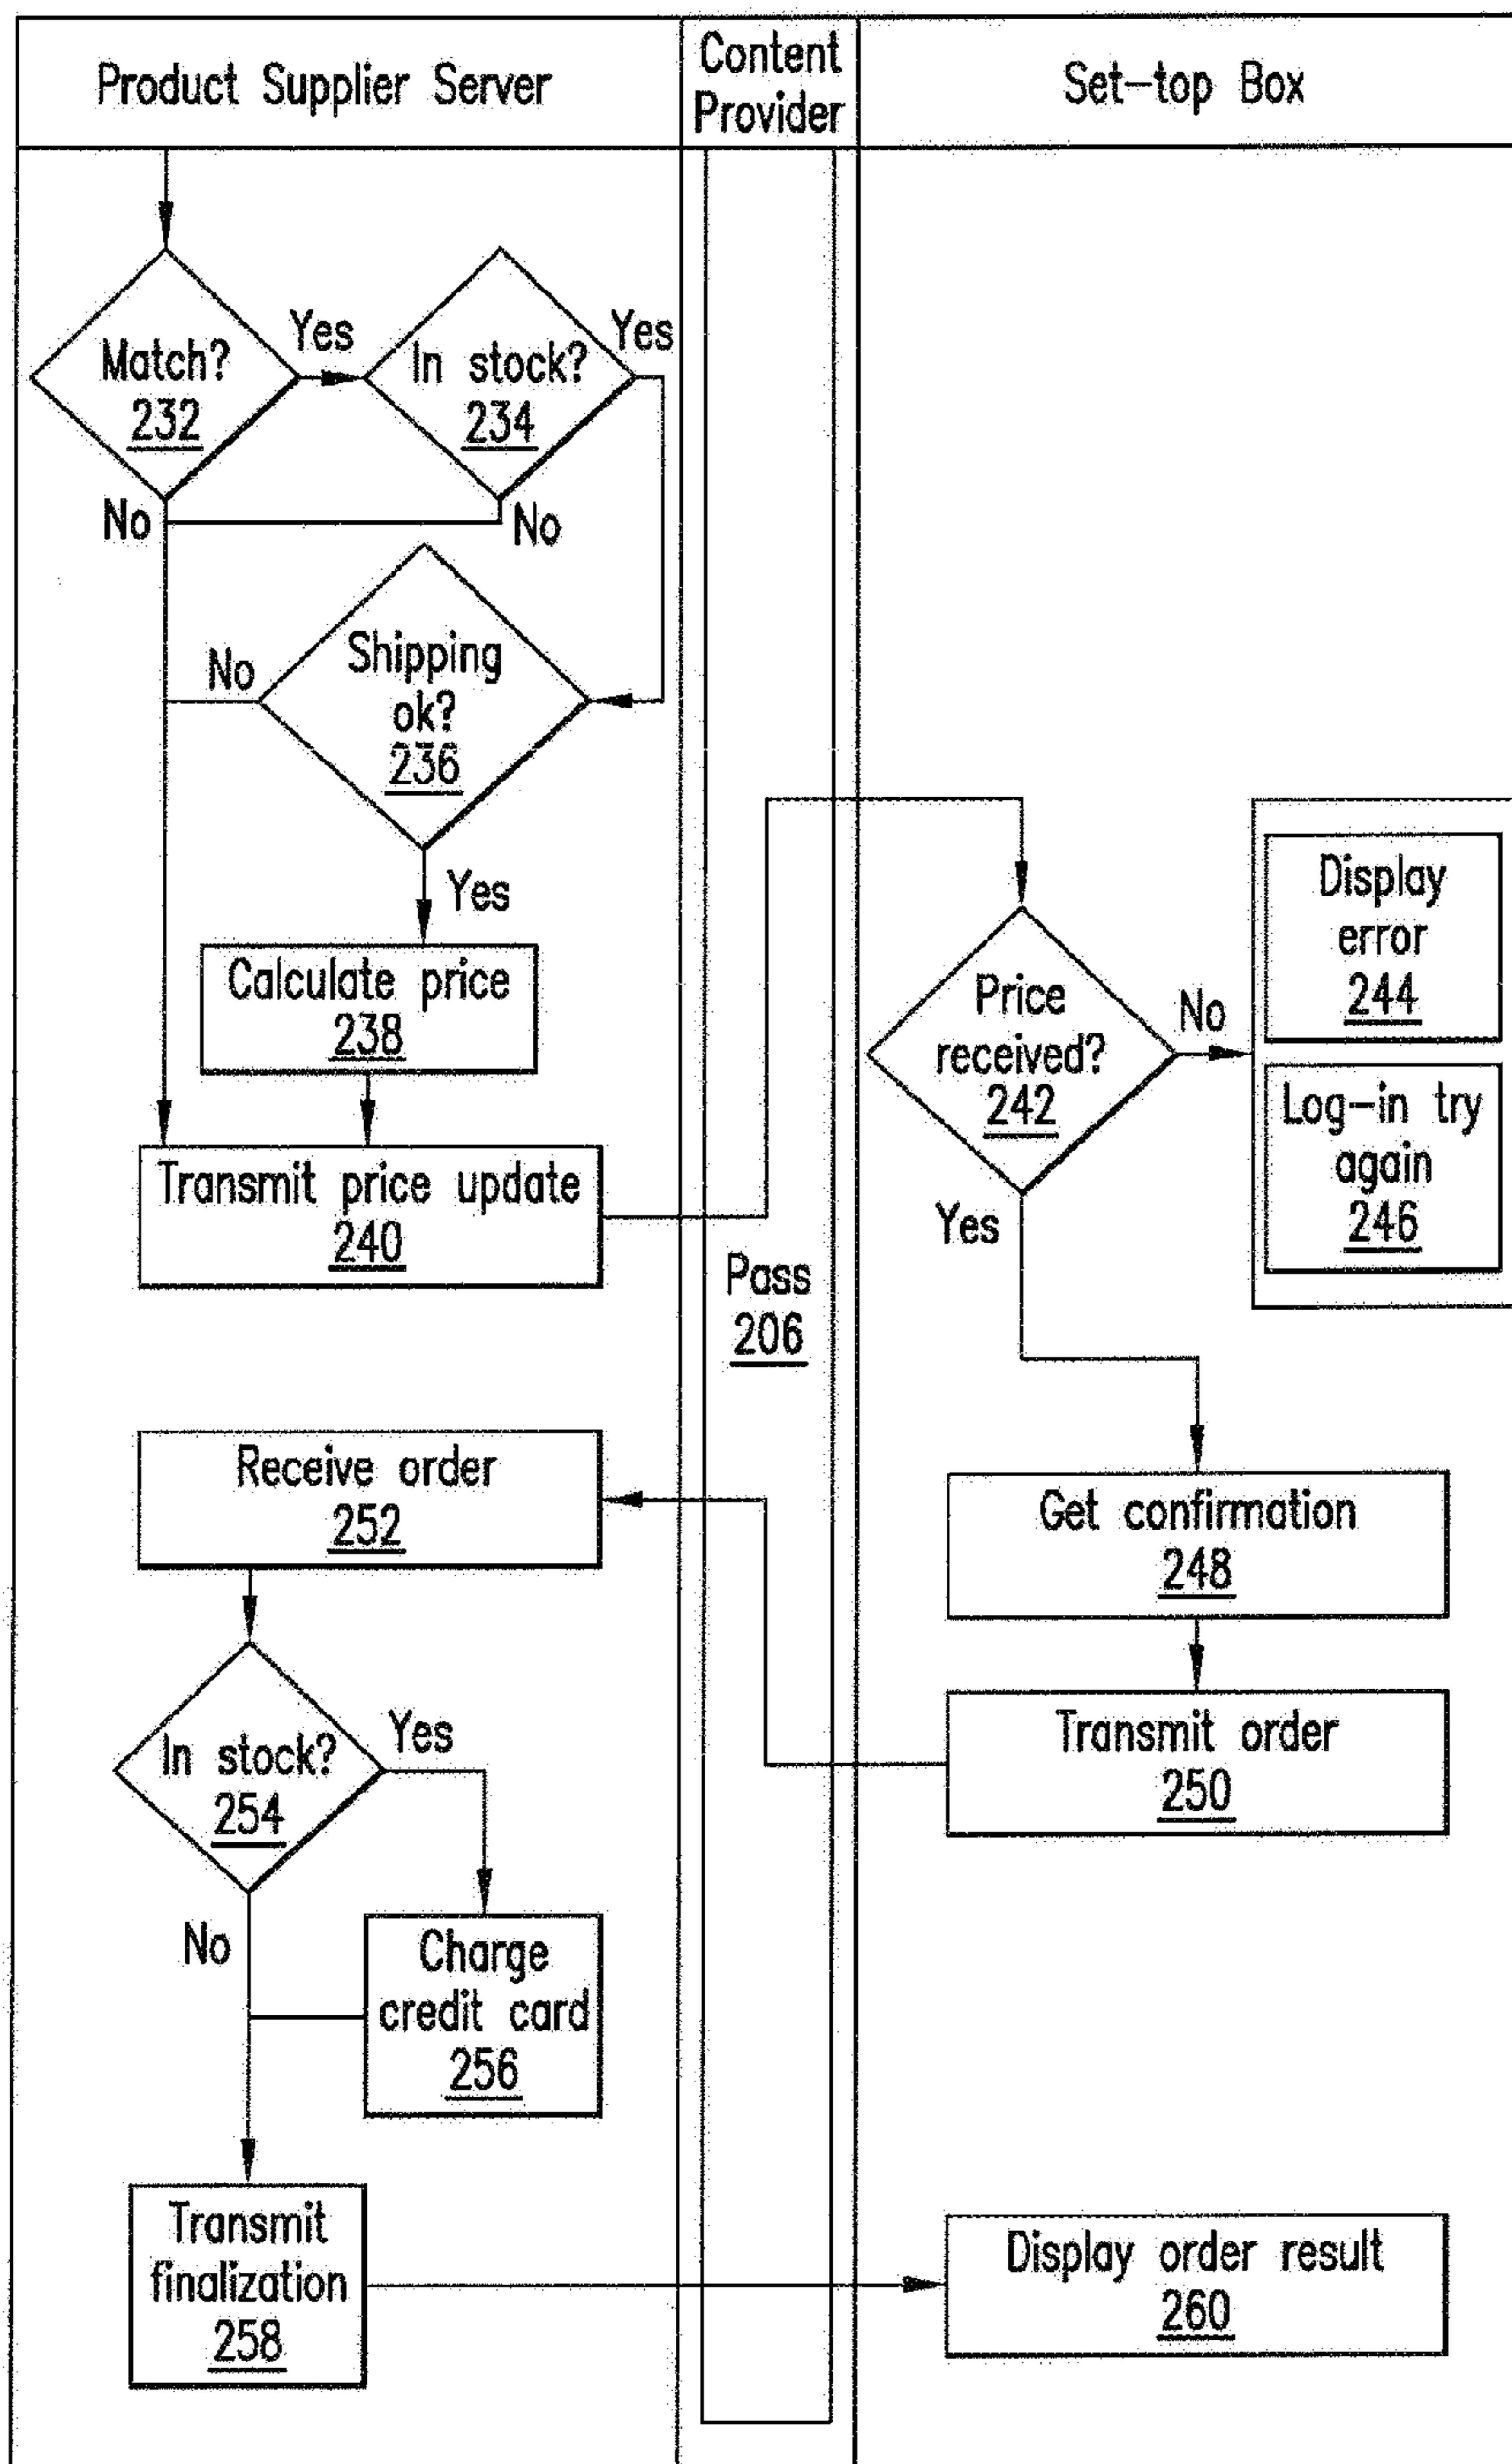 Product Supplier Server
Content
Provider
Set-top Box
Match?
232
Yes
In stock?
234
Yes
No
No
Shipping
ok?
236
No
Yes
Calculate price
238
Transmit price update
240
Pass
206
Price
received?
242
No
Yes
Display
error
244
Log-in try
again
246
Get confirmation
248
Transmit order
250
Receive order
252
In stock?
254
Yes
No
Charge
credit card
256
Transmit
finalization
258
Display order result
260